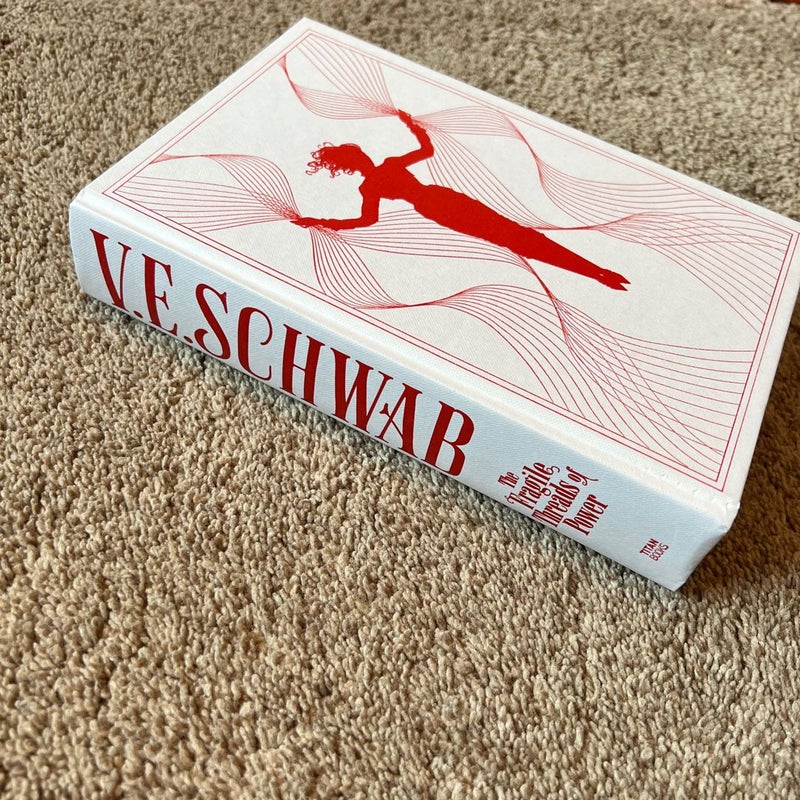 V.E.SCHWAB
The
Fragile
Threads of
Power
TITAN
BOOKS